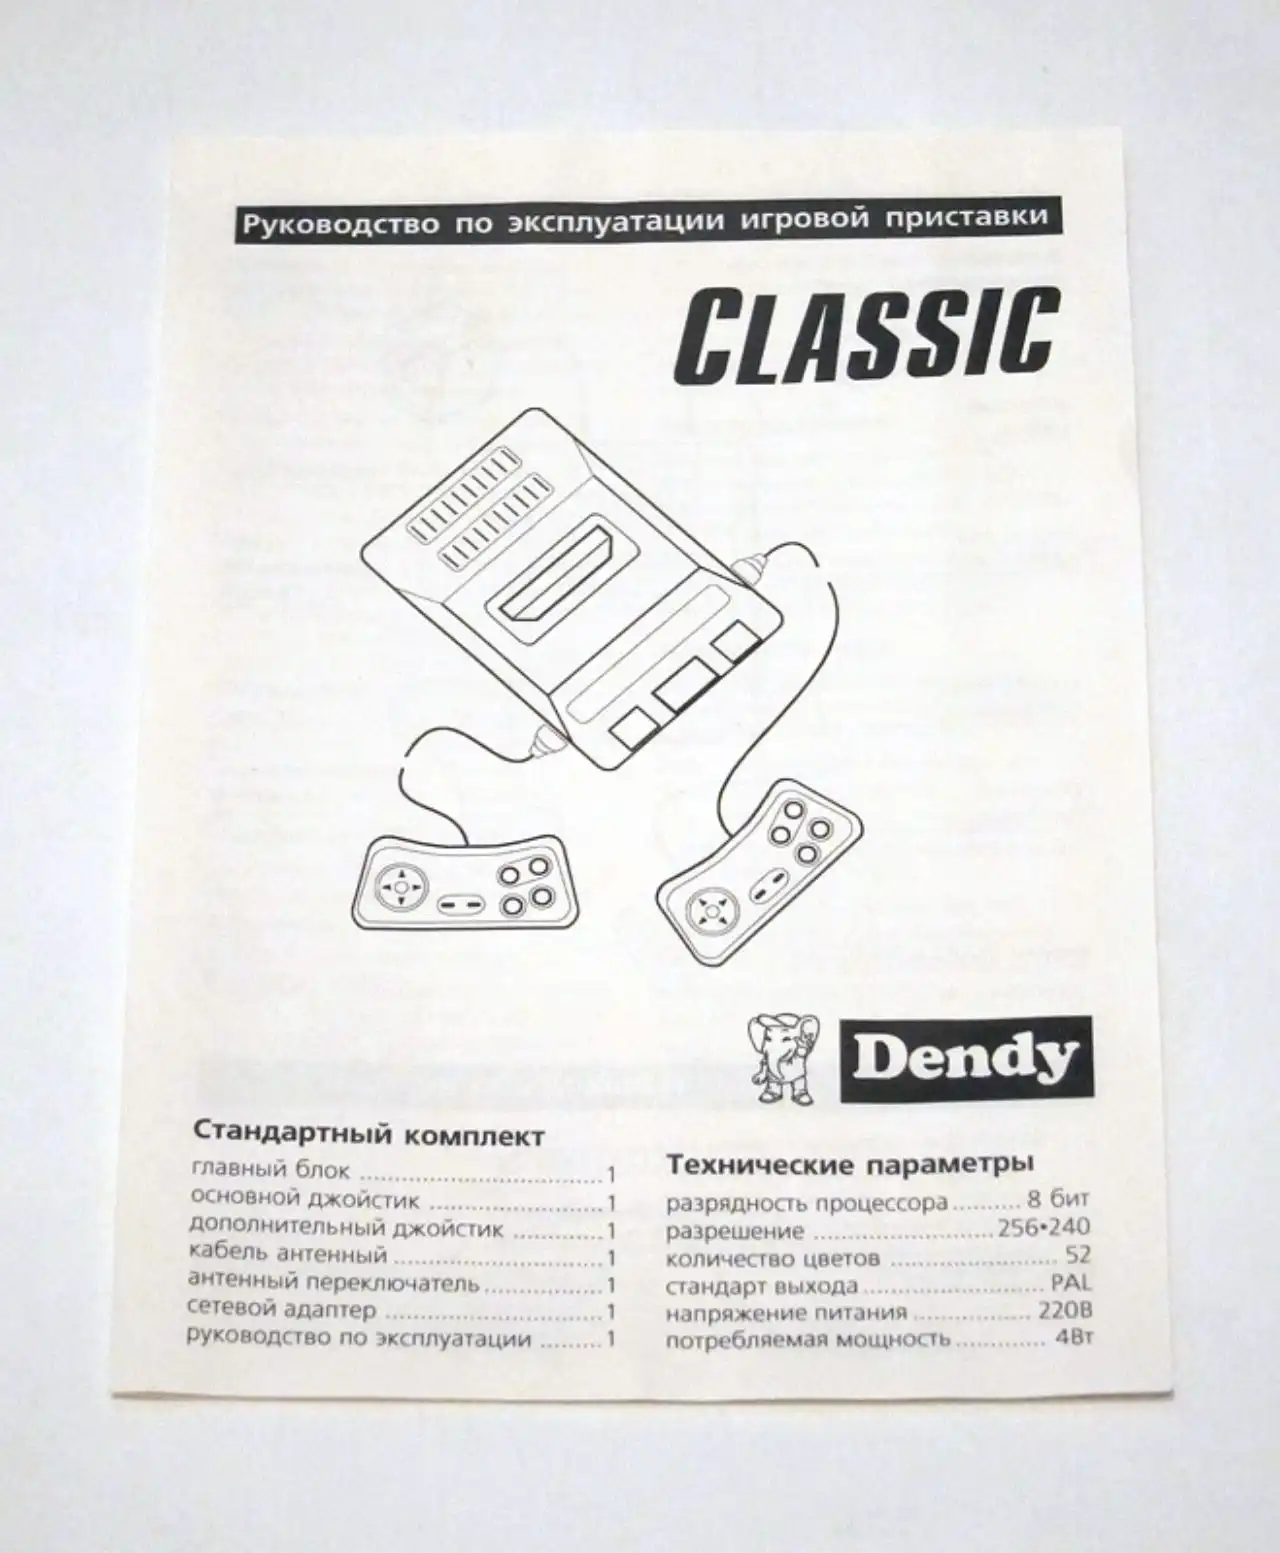 Руководство по эксплуатации игровой приставки
CLASSIC
Dendy
Стандартный комплект
главный блок ........................ 1
основной джойстик ........................ 1
дополнительный джойстик ............ 1
кабель антенный ........................ 1
антенный переключатель ................ 1
сетевой адаптер ........................ 1
руководство по эксплуатации ......... 1
Технические параметры
разрядность процессора .......... 8 бит
разрешение ......................... 256•240
количество цветов ........................ 52
стандарт выхода ........................ PAL
напряжение питания ................ 220В
потребляемая мощность ............. 4Вт